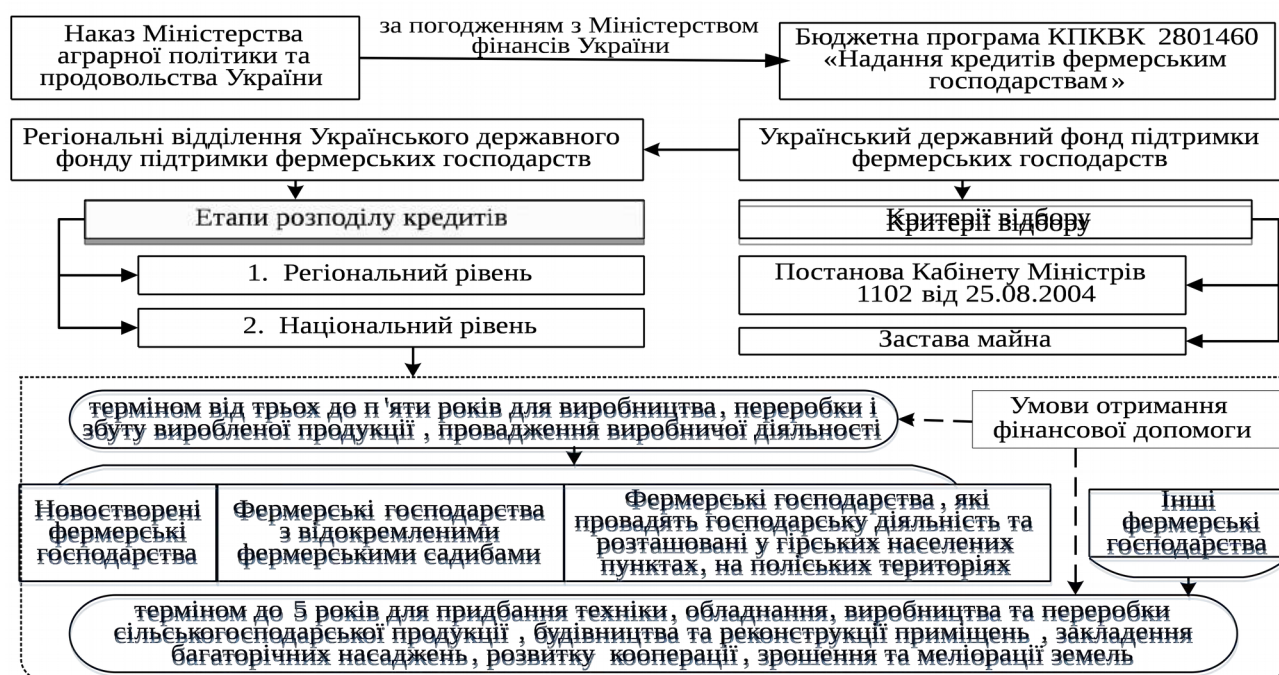 Наказ Міністерства
аграрної політики та
продовольства України
за погодженням з Міністерством
фінансів України
Бюджетна програма КПКВК 2801460
«Надання кредитів фермерським
господарствам»
Регіональні відділення Українського державного
фонду підтримки фермерських господарств
Український державний фонд підтримки
фермерських господарств
Етапи розподілу кредитів
Критерії відбору
1. Регіональний рівень
Постанова Кабінету Міністрів
1102 від 25.08.2004
2. Національний рівень
Застава майна
терміном від трьох до п'яти років для виробництва, переробки і
збуту виробленої продукції , провадження виробничої діяльності
Умови отримання
фінансової допомоги
Новостворені
фермерські
господарства
Фермерські господарства
з відокремленими
фермерськими садибами
Фермерські господарства , які
провадять господарську діяльність та
розташовані у гірських населених
пунктах, на поліських територіях
Інші
фермерські
господарства
терміном до 5 років для придбання техніки, обладнання, виробництва та переробки
сільськогосподарської продукції , будівництва та реконструкції приміщень , закладення
багаторічних насаджень, розвитку кооперації, зрошення та меліорації земель